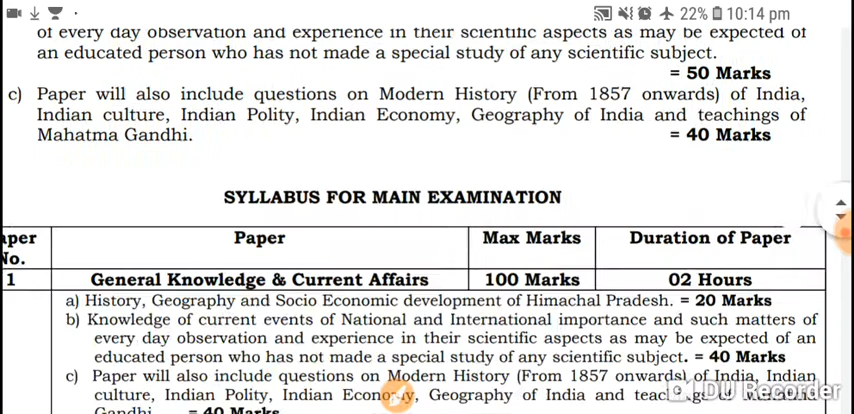 22% 10:14 pm
of every day observation and experience in their scientific aspects as may be expected of
an educated person who has not made a special study of any scientific subject.
= 50 Marks
c) Paper will also include questions on Modern History (From 1857 onwards) of India,
Indian culture, Indian Polity, Indian Economy, Geography of India and teachings of
Mahatma Gandhi. = 40 Marks
SYLLABUS FOR MAIN EXAMINATION
aper Paper Max Marks Duration of Paper
No.
1 General Knowledge & Current Affairs 100 Marks 02 Hours
a) History, Geography and Socio Economic development of Himachal Pradesh. = 20 Marks
b) Knowledge of current events of National and International importance and such matters of
every day observation and experience in their scientific aspects as may be expected of an
educated person who has not made a special study of any scientific subject. = 40 Marks
c) Paper will also include questions on Modern History (From 1857 onwards) of India, Indian
culture, Indian Polity, Indian Economy, Geography of India and
DU Recorder
Gandhi = 40 Marks